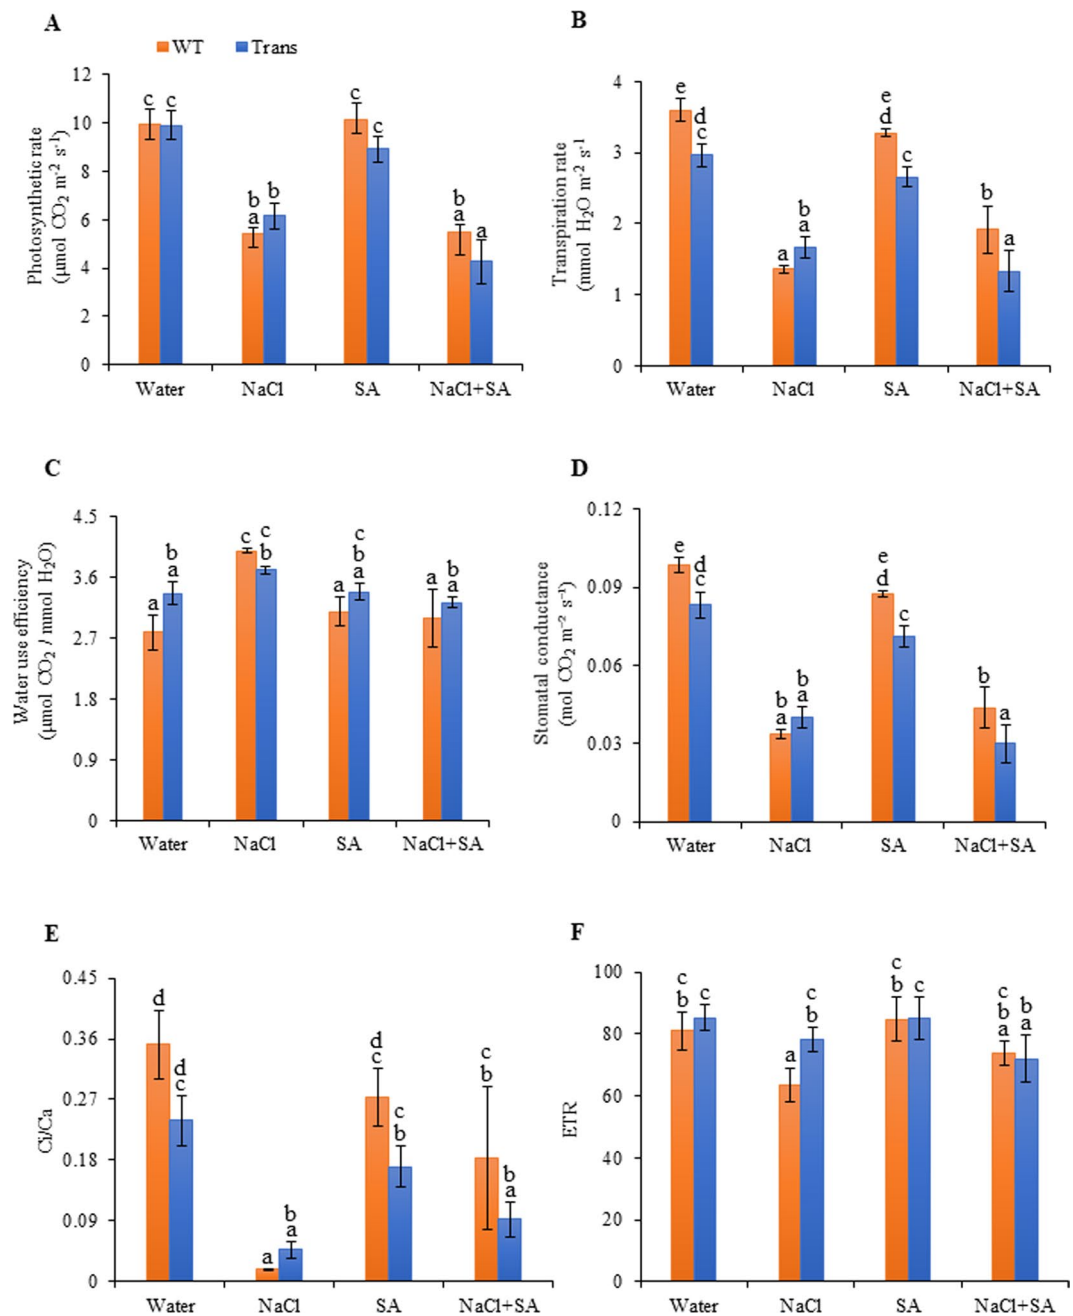 A
WT Trans
Photosynthetic rate
(µmol CO₂ m⁻² s⁻¹)
12
10
8
6
4
2
0
c c
a b
b
c
c
b
a
a
Water NaCl SA NaCl+SA
B
Transpiration rate
(mmol H₂O m⁻² s⁻¹)
4
3
2
1
0
e
d
c
a
b
a
e
d
c
b
a
Water NaCl SA NaCl+SA
C
Water use efficiency
(µmol CO₂ / mmol H₂O)
4.5
3.6
2.7
1.8
0.9
0
a
b
a
c
c
b
a
c
b
a
a
b
a
Water NaCl SA NaCl+SA
D
Stomatal conductance
(mol CO₂ m⁻² s⁻¹)
0.12
0.09
0.06
0.03
0
e
d
c
b
a
b
a
e
d
c
b
a
Water NaCl SA NaCl+SA
E
Ci/Ca
0.45
0.36
0.27
0.18
0.09
0
d
d
c
a
b
a
d
c
c
b
c
b
b
a
Water NaCl SA NaCl+SA
F
ETR
100
80
60
40
20
0
c
b
c
a
c
b
c
b
c
c
b
a
b
a
Water NaCl SA NaCl+SA